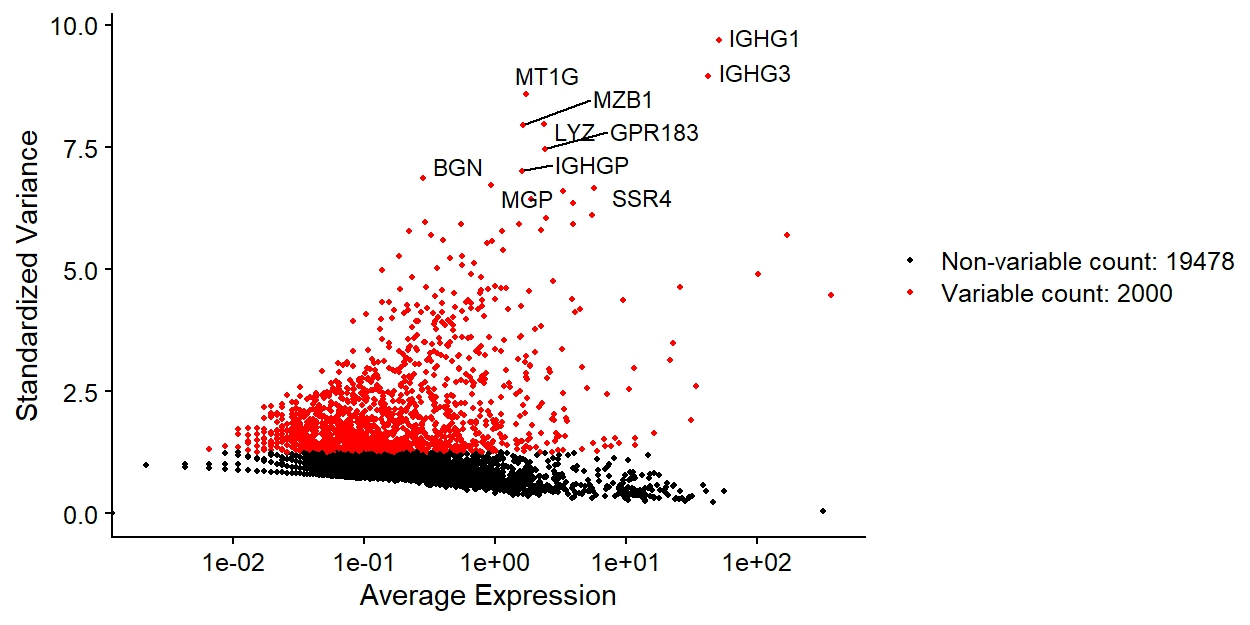 10.0
7.5
5.0
2.5
0.0
Standardized Variance
IGHG1
IGHG3
MT1G
MZB1
LYZ
GPR183
IGHGP
BGN
MGP
SSR4
Non-variable count: 19478
Variable count: 2000
1e-02
1e-01
1e+00
1e+01
1e+02
Average Expression